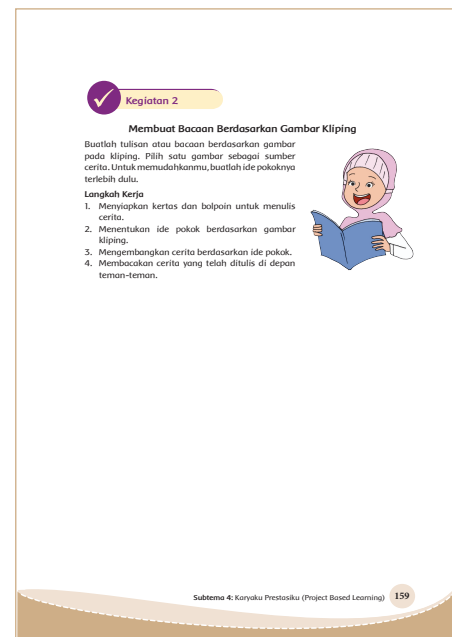 Kegiatan 2
Membuat Bacaan Berdasarkan Gambar Kliping
Buatlah tulisan atau bacaan berdasarkan gambar
pada kliping. Pilih satu gambar sebagai sumber
cerita. Untuk memudahkanmu, buatlah ide pokoknya
terlebih dulu.
Langkah Kerja
1. Menyiapkan kertas dan bolpoin untuk menulis
cerita.
2. Menentukan ide pokok berdasarkan gambar
kliping.
3. Mengembangkan cerita berdasarkan ide pokok.
4. Membacakan cerita yang telah ditulis di depan
teman-teman.
Subtema 4: Karyaku Prestasiku (Project Based Learning) 159